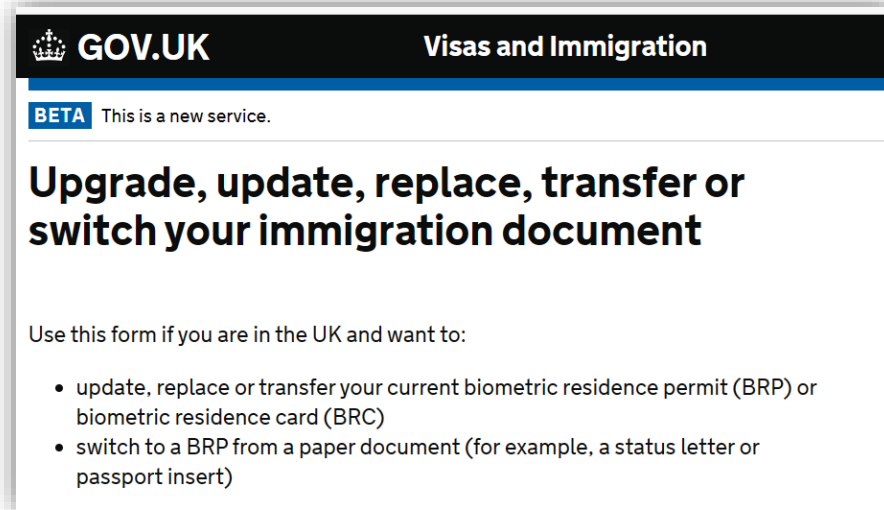 GOV.UK Visas and Immigration
BETA This is a new service.
Upgrade, update, replace, transfer or
switch your immigration document
Use this form if you are in the UK and want to:
• update, replace or transfer your current biometric residence permit (BRP) or
biometric residence card (BRC)
• switch to a BRP from a paper document (for example, a status letter or
passport insert)